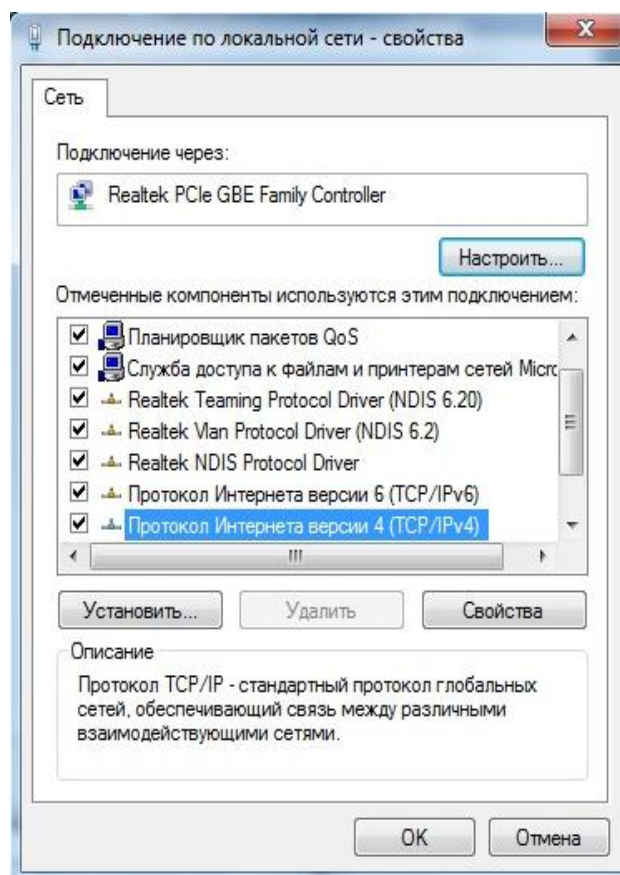 Подключение по локальной сети - свойства
Сеть
Подключение через:
Realtek PCIe GBE Family Controller
Настроить...
Отмеченные компоненты используются этим подключением:
Планировщик пакетов QoS
Служба доступа к файлам и принтерам сетей Micro
Realtek Teaming Protocol Driver (NDIS 6.20)
Realtek Vlan Protocol Driver (NDIS 6.2)
Realtek NDIS Protocol Driver
Протокол Интернета версии 6 (TCP/IPv6)
Протокол Интернета версии 4 (TCP/IPv4)
Установить...
Удалить
Свойства
Описание
Протокол TCP/IP - стандартный протокол глобальных
сетей, обеспечивающий связь между различными
взаимодействующими сетями.
OK
Отмена